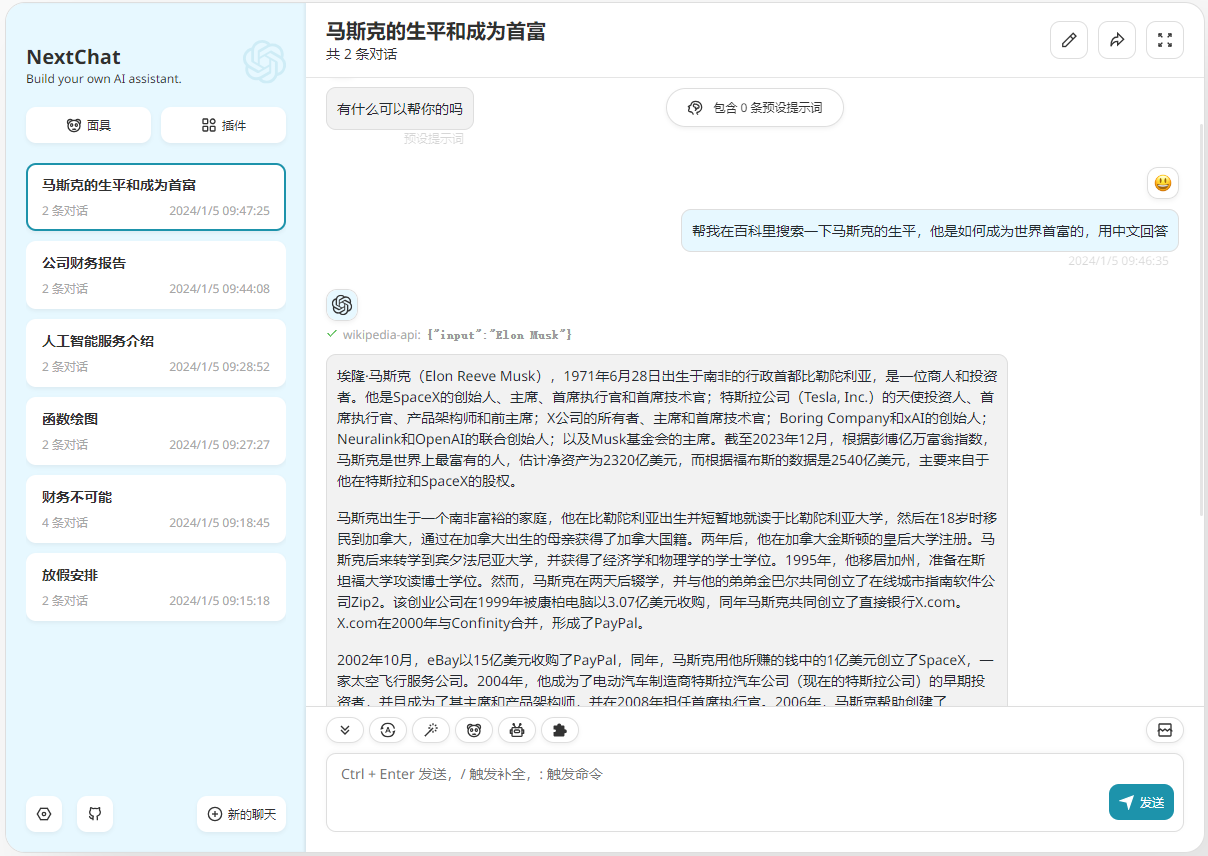 NextChat
Build your own AI assistant.
面具
插件
马斯克的生平和成为首富
2 条对话
2024/1/5 09:47:25
公司财务报告
2 条对话
2024/1/5 09:44:08
人工智能服务介绍
2 条对话
2024/1/5 09:28:52
函数绘图
2 条对话
2024/1/5 09:27:27
财务不可能
4 条对话
2024/1/5 09:18:45
放假安排
2 条对话
2024/1/5 09:15:18
新的聊天
马斯克的生平和成为首富
共 2 条对话
有什么可以帮你的吗
包含 0 条预设提示词
预设提示词
帮我在百科里搜索一下马斯克的生平，他是如何成为世界首富的，用中文回答
2024/1/5 09:46:35
wikipedia-api: {"input":"Elon Musk"}
埃隆·马斯克（Elon Reeve Musk），1971年6月28日出生于南非的行政首都比勒陀利亚，是一位商人和投资
者。他是SpaceX的创始人、主席、首席执行官和首席技术官；特斯拉公司（Tesla, Inc.）的天使投资人、首
席执行官、产品架构师和前主席；X公司的所有者、主席和首席技术官；Boring Company和xAI的创始人；
Neuralink和OpenAI的联合创始人；以及Musk基金会的主席。截至2023年12月，根据彭博亿万富翁指数，
马斯克是世界上最富有的人，估计净资产为2320亿美元，而根据福布斯的数据是2540亿美元，主要来自于
他在特斯拉和SpaceX的股权。
马斯克出生于一个南非富裕的家庭，他在比勒陀利亚出生并短暂地就读于比勒陀利亚大学，然后在18岁时移
民到加拿大，通过在加拿大出生的母亲获得了加拿大国籍。两年后，他在加拿大金斯顿的皇后大学注册。马
斯克后来转学到宾夕法尼亚大学，并获得了经济学和物理学的学士学位。1995年，他移居加州，准备在斯
坦福大学攻读博士学位。然而，马斯克在两天后辍学，并与他的弟弟金巴尔共同创立了在线城市指南软件公
司Zip2。该创业公司在1999年被康柏电脑以3.07亿美元收购，同年马斯克共同创立了直接银行X.com。
X.com在2000年与Confinity合并，形成了PayPal。
2002年10月，eBay以15亿美元收购了PayPal，同年，马斯克用他所赚的钱中的1亿美元创立了SpaceX，一
家太空飞行服务公司。2004年，他成为了电动汽车制造商特斯拉汽车公司（现在的特斯拉公司）的早期投
资者，并且成为了其主席和产品架构师，并在2008年担任首席执行官。2006年，马斯克帮助创建了
Ctrl + Enter 发送，/ 触发补全，: 触发命令
发送